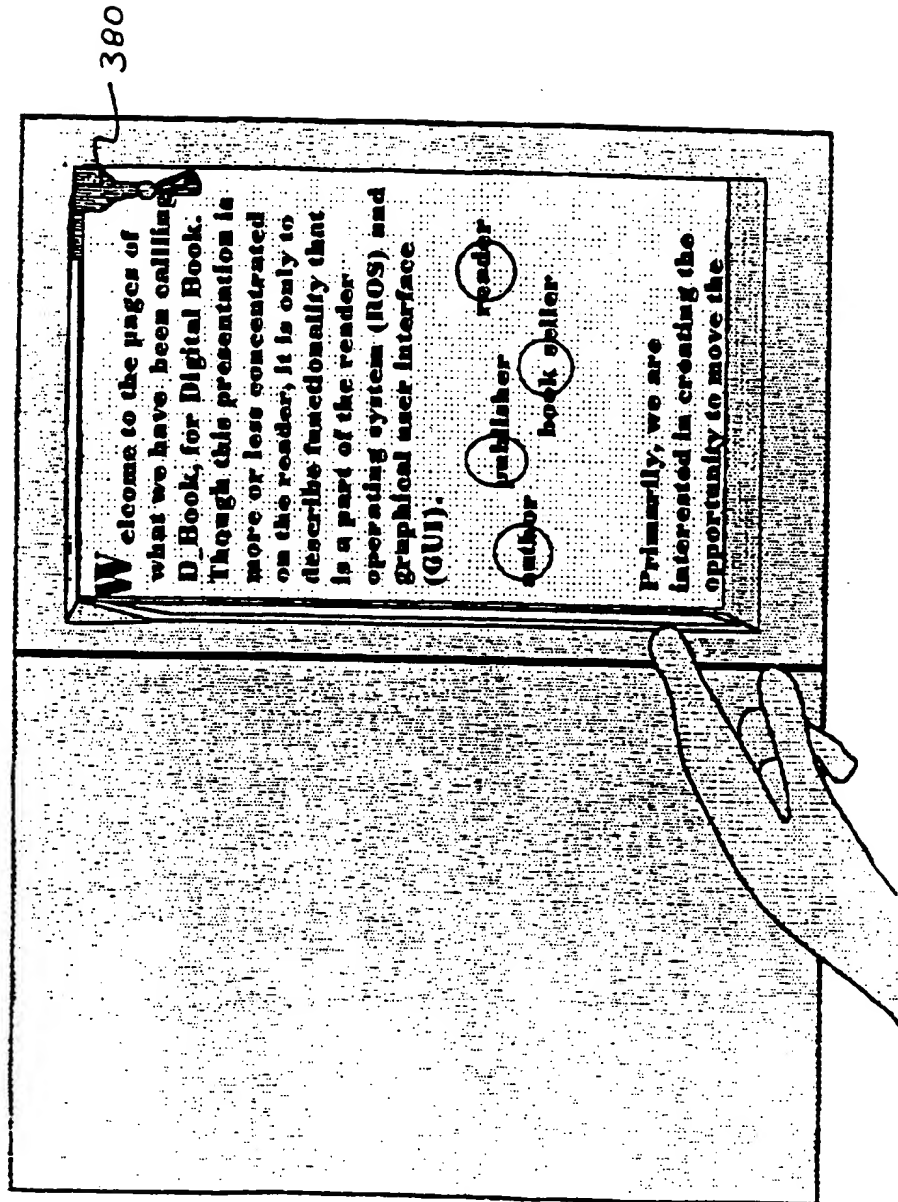 380
Welcome to the pages of
what we have been calling
D_Book, for Digital Book.
Though this presentation is
more or less concentrated
on the reader, it is only to
describe functionality that
is a part of the reader
operating system (ROS) and
graphical user interface
(GUI).
author publisher reader
book seller
Primarily, we are
interested in creating the
opportunity to move the